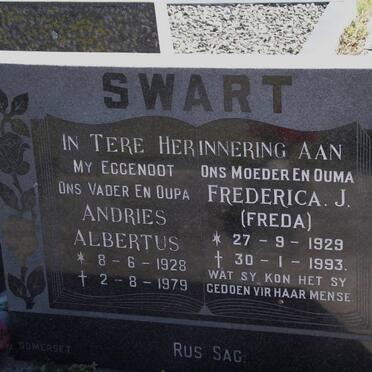 SWART
IN TERE HERINNERING AAN
MY EGGENOOT
ONS VADER EN OUPA
ANDRIES
ALBERTUS
* 8-6-1928
† 2-8-1979
ONS MOEDER EN OUMA
FREDERICA. J.
(FREDA)
* 27-9-1929
† 30-1-1993.
WAT SY KON HET SY
GEDOEN VIR HAAR MENSE
RUS SAG.
SOMERSET